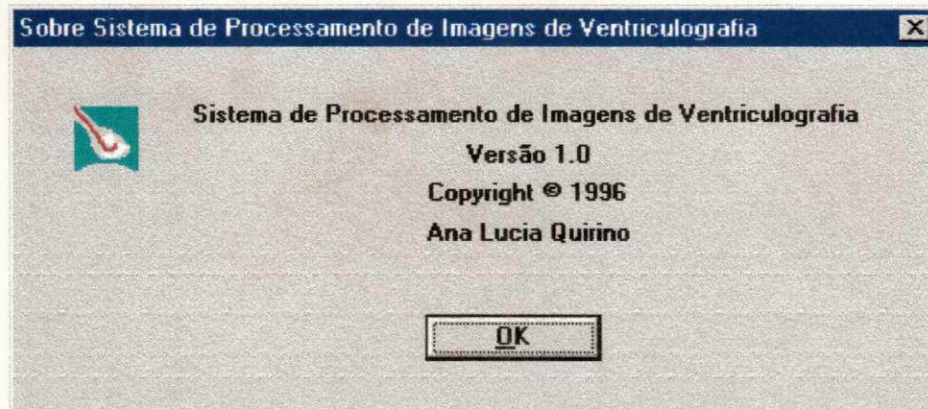 Sobre Sistema de Processamento de Imagens de Ventriculografia
Sistema de Processamento de Imagens de Ventriculografia
Versão 1.0
Copyright © 1996
Ana Lucia Quirino
OK